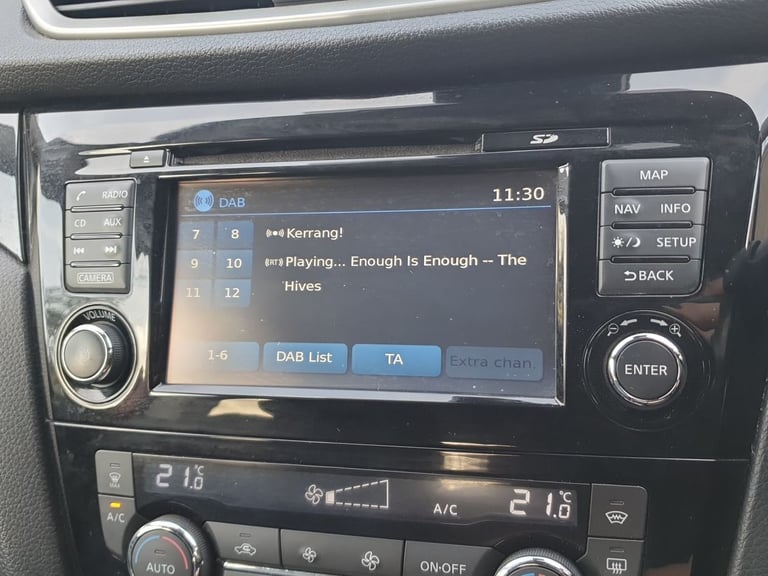 SD
MAP
RADIO
DAB
11:30
CD AUX
7 8
Kerrang!
NAV INFO
9 10
(RT) Playing... Enough Is Enough -- The
SETUP
11 12
Hives
BACK
CAMERA
VOLUME
1-6
DAB List
TA
Extra chan.
ENTER
21.0 °C
A/C
21.0 °C
MAX
A/C
AUTO
ON·OFF